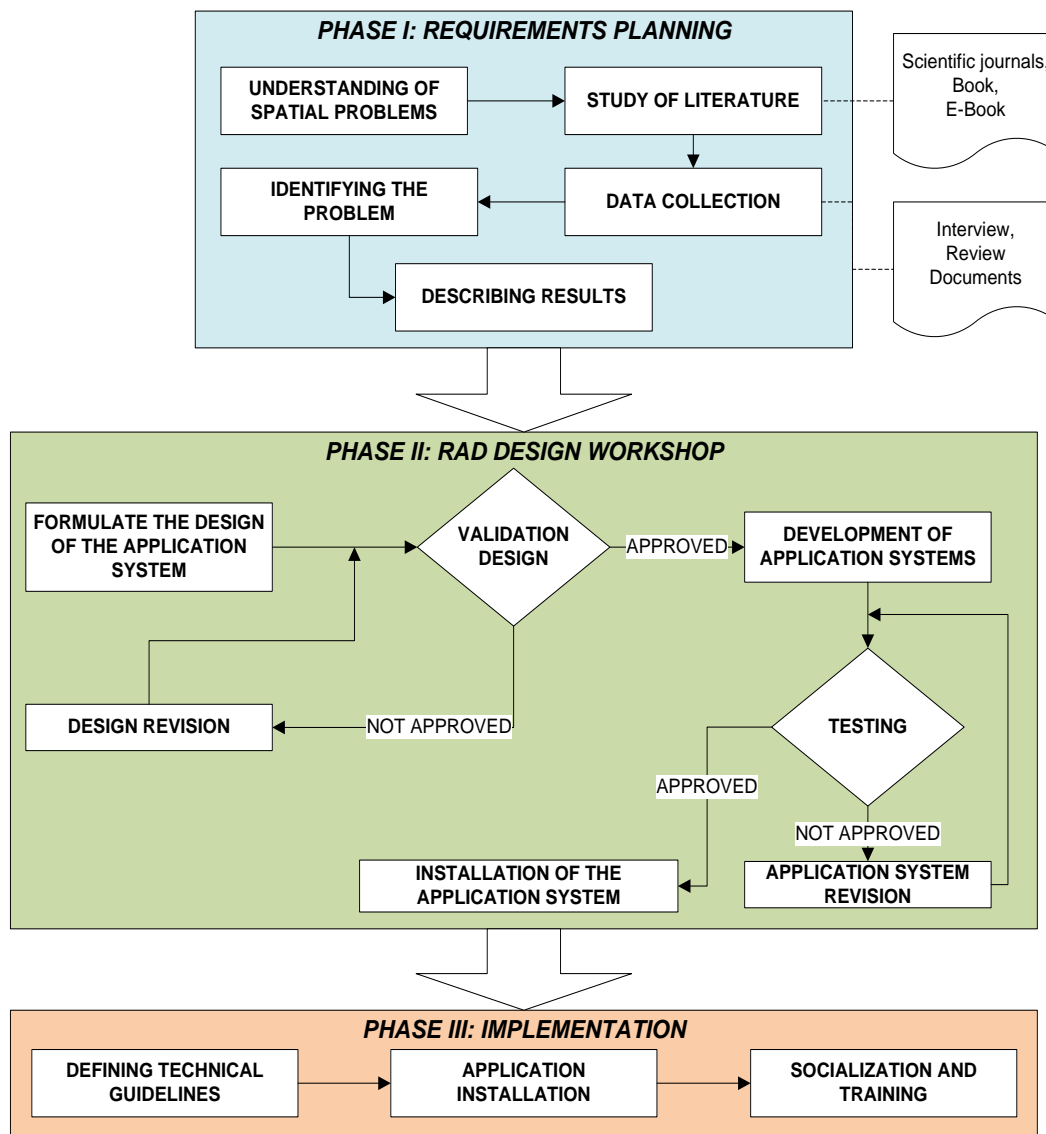 PHASE I: REQUIREMENTS PLANNING
UNDERSTANDING OF
SPATIAL PROBLEMS
STUDY OF LITERATURE
Scientific journals,
Book,
E-Book
IDENTIFYING THE
PROBLEM
DATA COLLECTION
Interview,
Review
Documents
DESCRIBING RESULTS
PHASE II: RAD DESIGN WORKSHOP
FORMULATE THE DESIGN
OF THE APPLICATION
SYSTEM
VALIDATION
DESIGN
APPROVED
DEVELOPMENT OF
APPLICATION SYSTEMS
DESIGN REVISION
NOT APPROVED
TESTING
APPROVED
NOT APPROVED
INSTALLATION OF THE
APPLICATION SYSTEM
APPLICATION SYSTEM
REVISION
PHASE III: IMPLEMENTATION
DEFINING TECHNICAL
GUIDELINES
APPLICATION
INSTALLATION
SOCIALIZATION AND
TRAINING